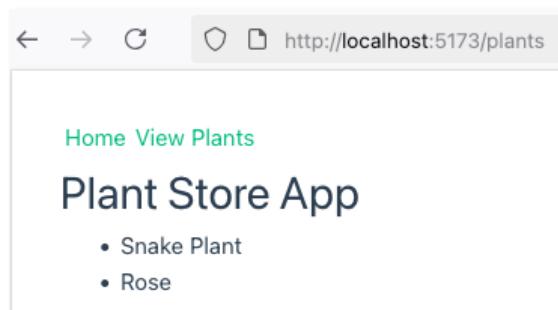 http://localhost:5173/plants
Home View Plants
Plant Store App
• Snake Plant
• Rose